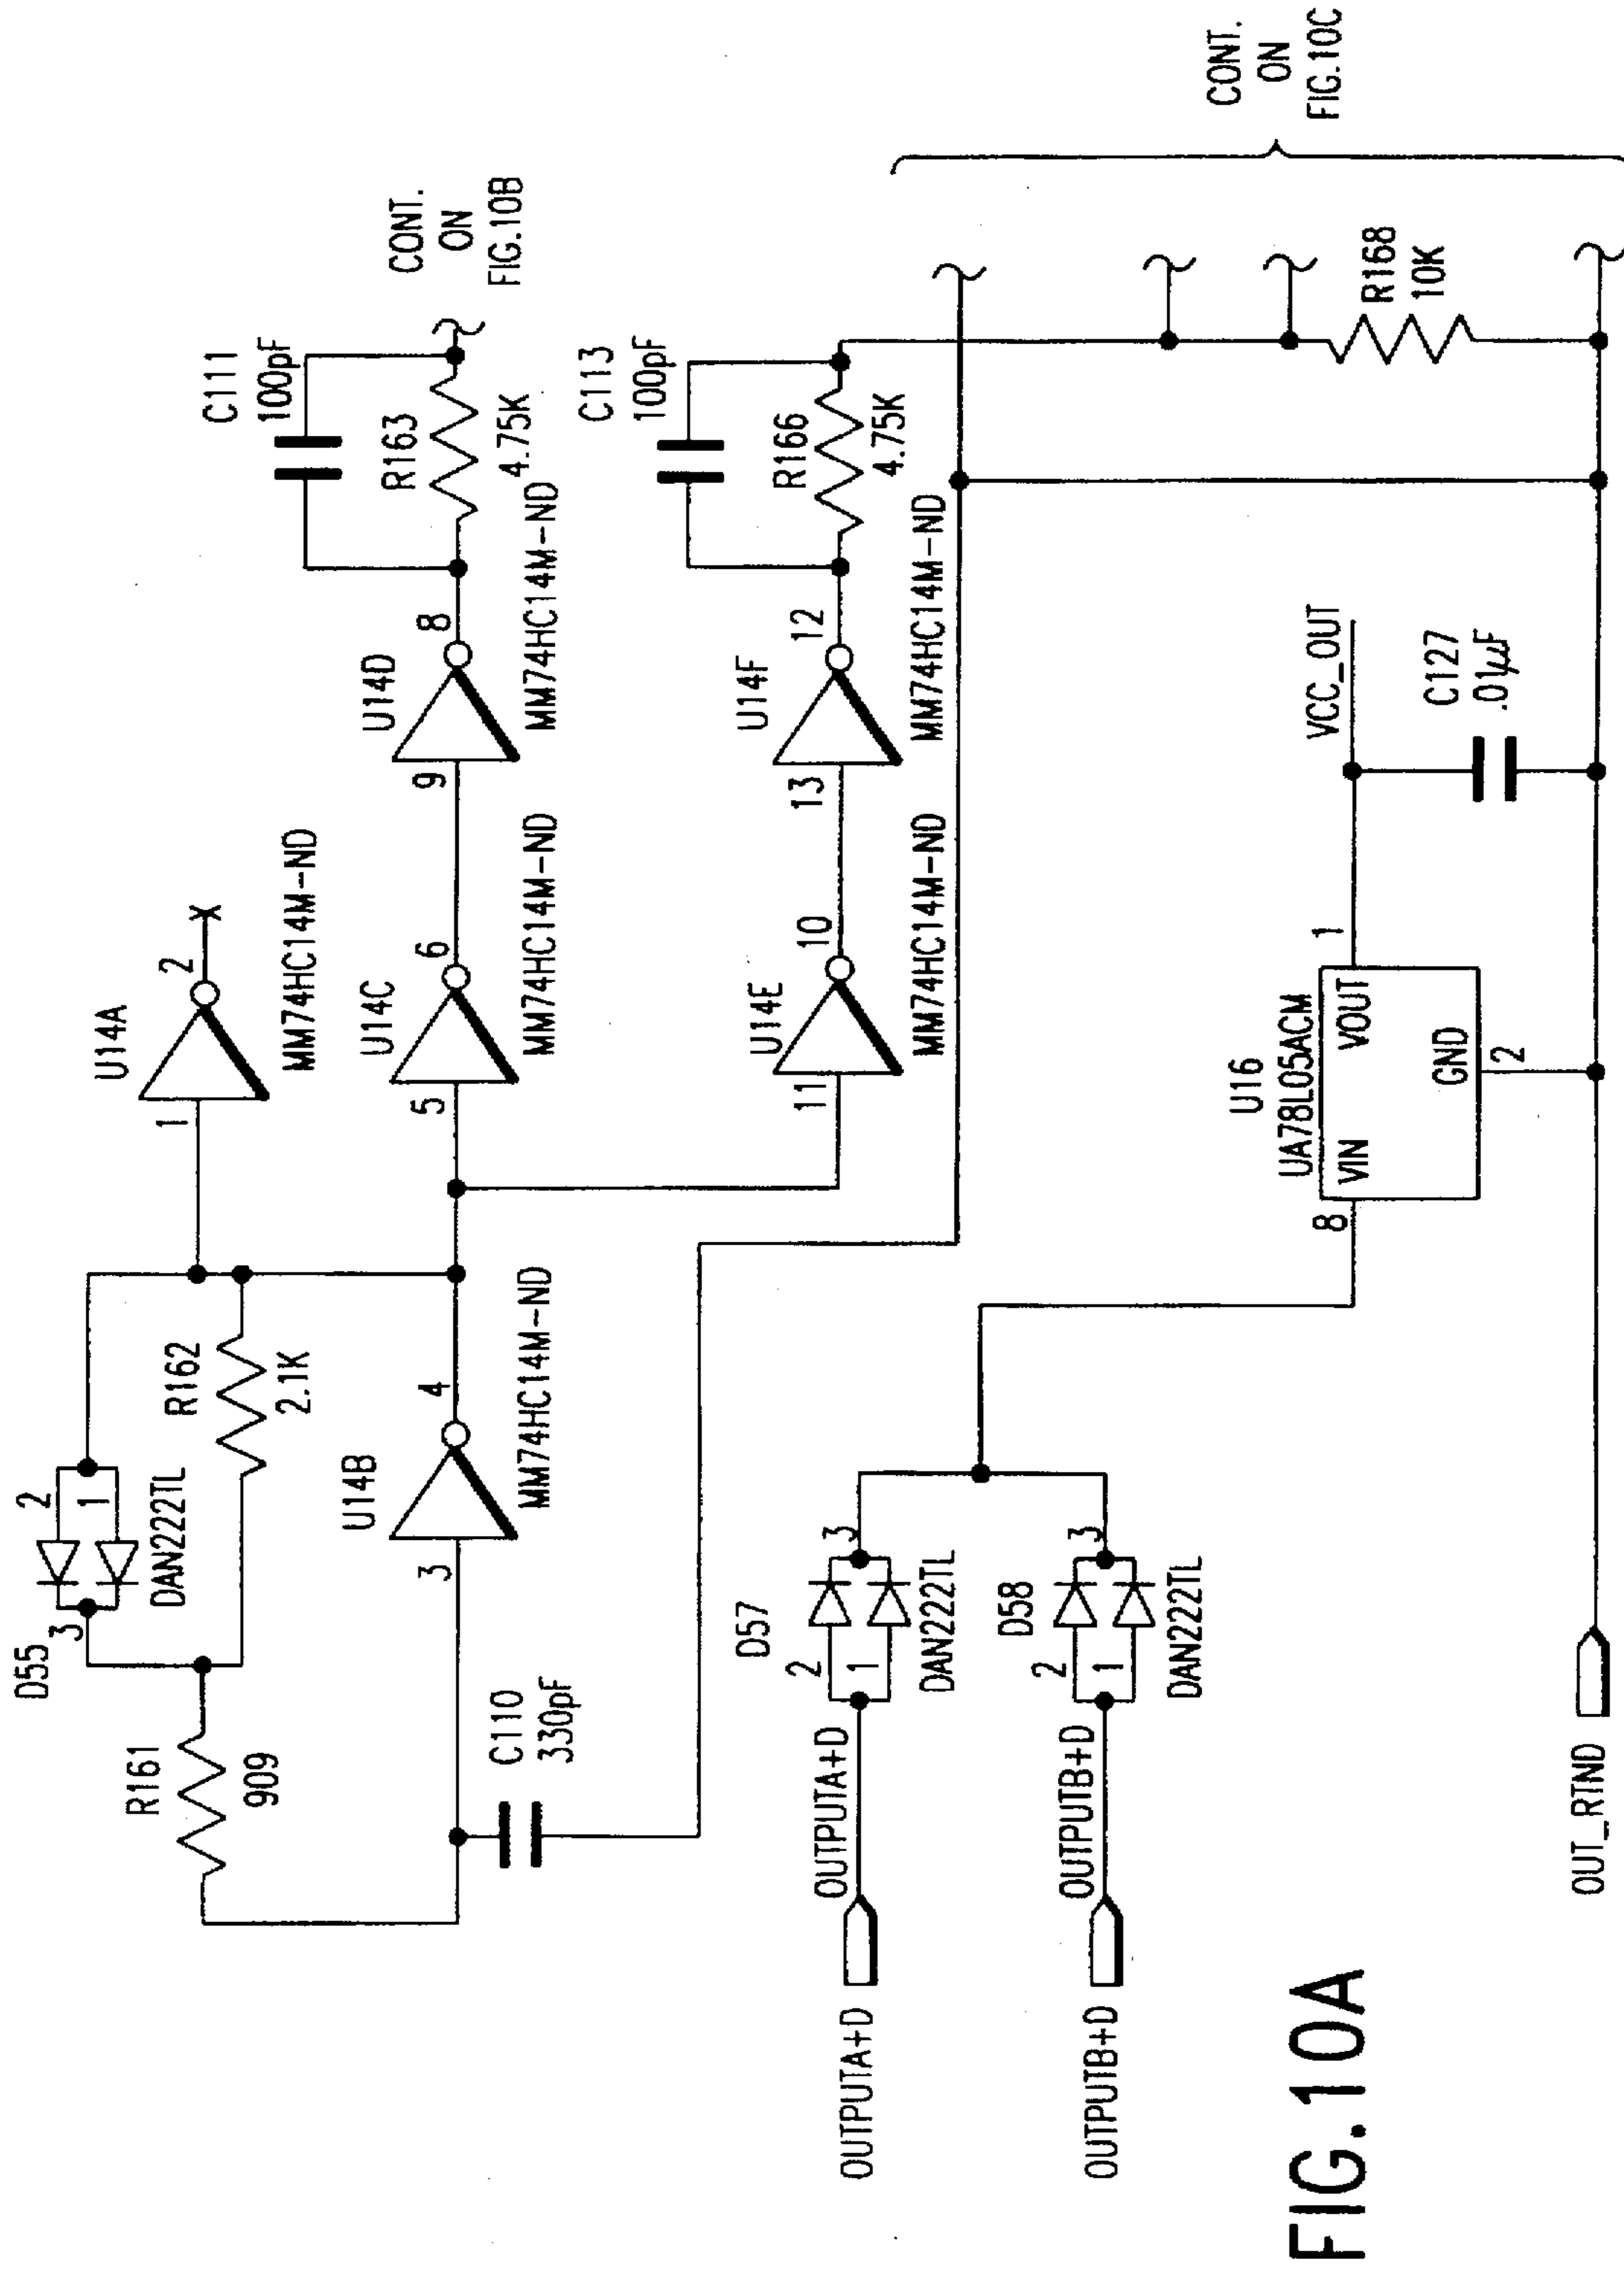 D55
3
2
1
DAN222TL
R161
909
R162
2.1K
U14A
1
2
MM74HC14M-ND
C111
100pF
CONT.
ON
FIG.10B
U14B
3
4
MM74HC14M-ND
U14C
5
6
MM74HC14M-ND
U14D
9
8
MM74HC14M-ND
R163
4.75K
C110
330pF
U14E
11
10
MM74HC14M-ND
U14F
13
12
MM74HC14M-ND
C113
100pF
R166
4.75K
OUTPUTA+D
OUTPUTA+D
D57
2
1
3
DAN222TL
OUTPUTB+D
OUTPUTB+D
D58
2
1
3
DAN222TL
U16
UA78L05ACM
8
VIN
VOUT
1
GND
2
VCC_OUT
C127
.01µF
R168
10K
CONT.
ON
FIG.10C
OUT_RTND
FIG.10A